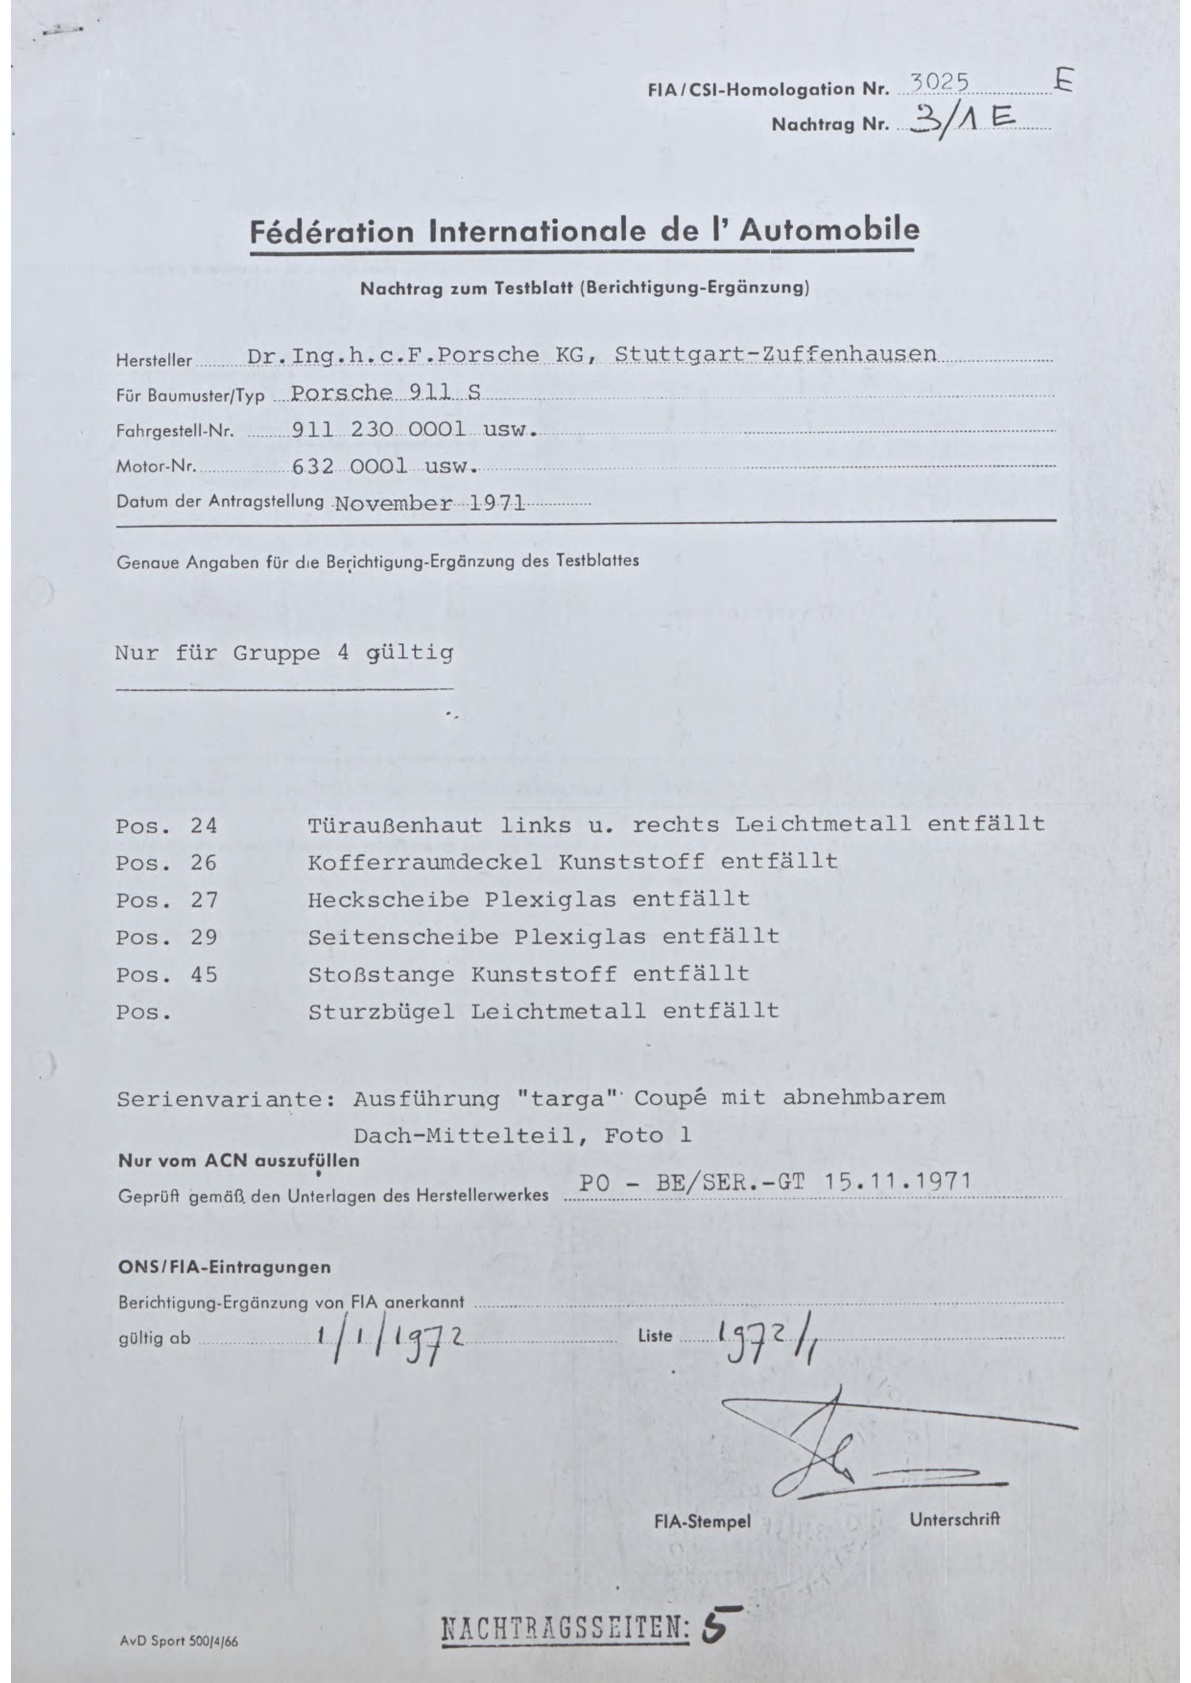 FIA/CSI-Homologation Nr. 3025 E
Nachtrag Nr. 3/1 E
Fédération Internationale de l' Automobile
Nachtrag zum Testblatt (Berichtigung-Ergänzung)
Hersteller Dr.Ing.h.c.F.Porsche KG, Stuttgart-Zuffenhausen
Für Baumuster/Typ Porsche 911 S
Fahrgestell-Nr. 911 230 0001 usw.
Motor-Nr. 632 0001 usw.
Datum der Antragstellung November 1971
Genaue Angaben für die Berichtigung-Ergänzung des Testblattes
Nur für Gruppe 4 gültig
Pos. 24 Türaußenhaut links u. rechts Leichtmetall entfällt
Pos. 26 Kofferraumdeckel Kunststoff entfällt
Pos. 27 Heckscheibe Plexiglas entfällt
Pos. 29 Seitenscheibe Plexiglas entfällt
Pos. 45 Stoßstange Kunststoff entfällt
Pos. Sturzbügel Leichtmetall entfällt
Serienvariante: Ausführung "targa" Coupé mit abnehmbarem
Dach-Mittelteil, Foto 1
Nur vom ACN auszufüllen
Geprüft gemäß den Unterlagen des Herstellerwerkes PO - BE/SER.-GT 15.11.1971
ONS/FIA-Eintragungen
Berichtigung-Ergänzung von FIA anerkannt
gültig ab 1/1/1972 Liste 1972/1
FIA-Stempel Unterschrift
AvD Sport 500/4/66 NACHTRAGSSEITEN: 5